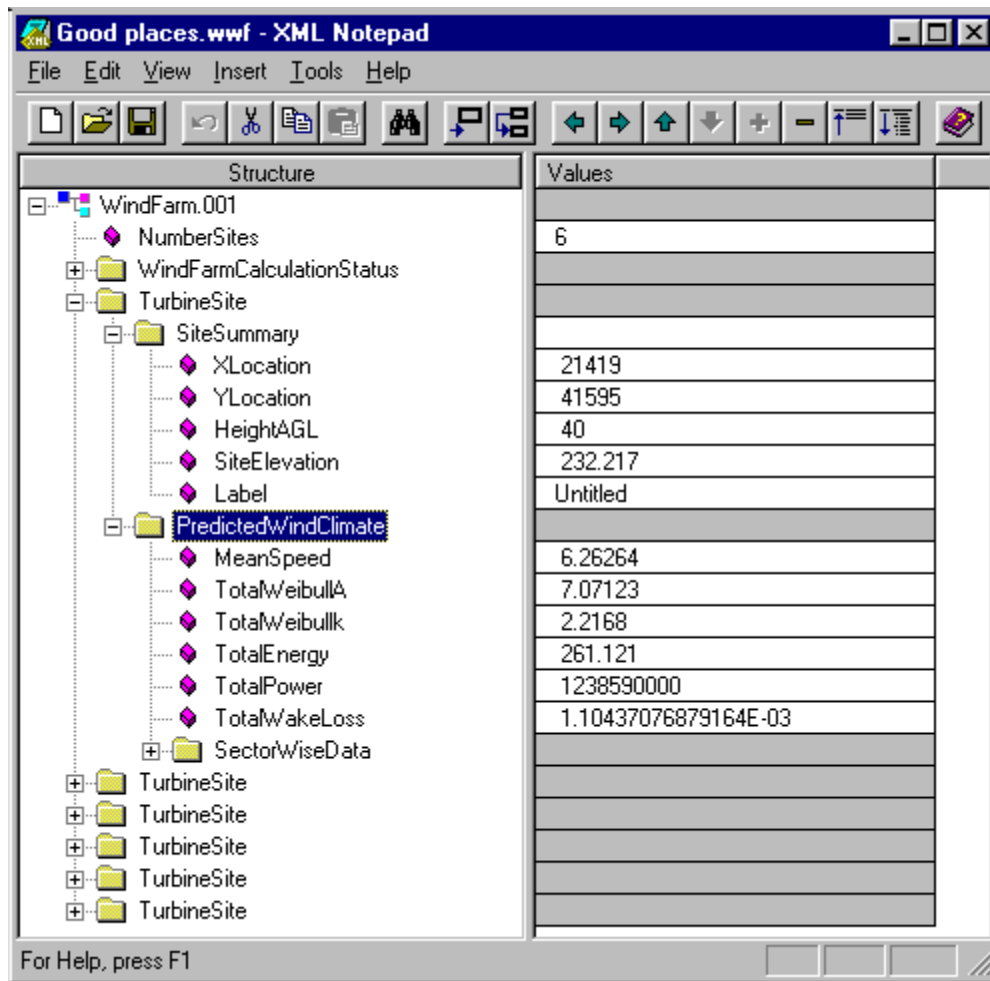 Good places.wwf - XML Notepad
File Edit View Insert Tools Help
Structure Values
WindFarm.001
NumberSites 6
WindFarmCalculationStatus
TurbineSite
SiteSummary
XLocation 21419
YLocation 41595
HeightAGL 40
SiteElevation 232.217
Label Untitled
PredictedWindClimate
MeanSpeed 6.26264
TotalWeibullA 7.07123
TotalWeibullk 2.2168
TotalEnergy 261.121
TotalPower 1238590000
TotalWakeLoss 1.10437076879164E-03
SectorWiseData
TurbineSite
TurbineSite
TurbineSite
TurbineSite
TurbineSite
For Help, press F1